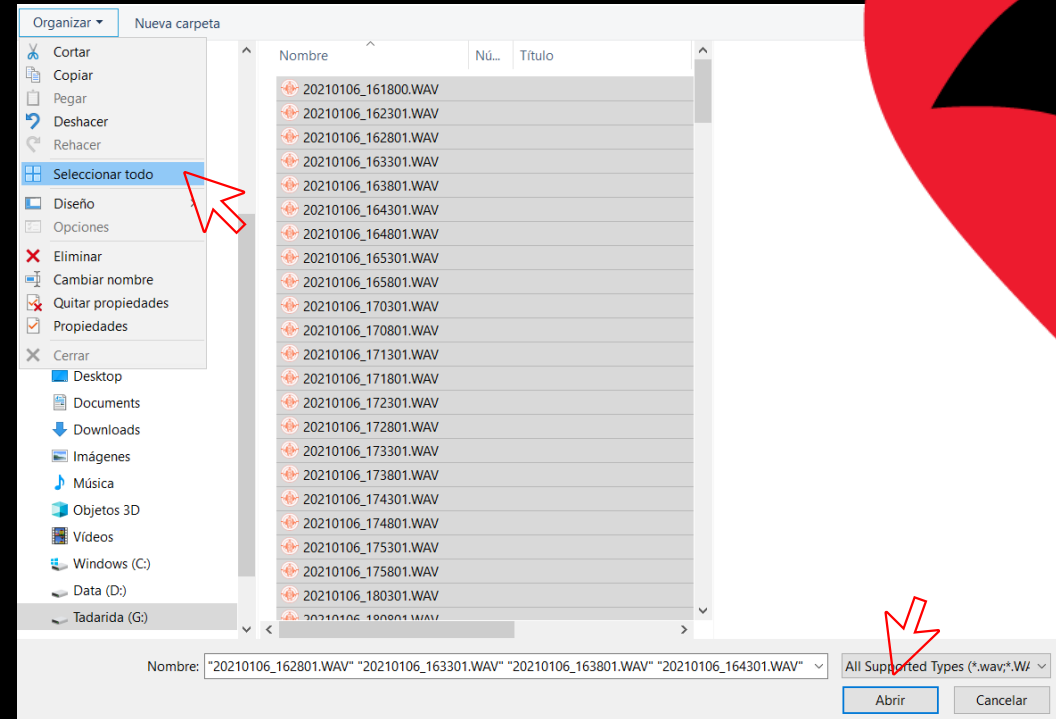 Organizar Nueva carpeta
Cortar
Copiar
Pegar
Deshacer
Rehacer
Seleccionar todo
Diseño
Opciones
Eliminar
Cambiar nombre
Quitar propiedades
Propiedades
Cerrar
Desktop
Documents
Downloads
Imágenes
Música
Objetos 3D
Vídeos
Windows (C:)
Data (D:)
Tadarida (G:)
Nombre Nú... Título
20210106_161800.WAV
20210106_162301.WAV
20210106_162801.WAV
20210106_163301.WAV
20210106_163801.WAV
20210106_164301.WAV
20210106_164801.WAV
20210106_165301.WAV
20210106_165801.WAV
20210106_170301.WAV
20210106_170801.WAV
20210106_171301.WAV
20210106_171801.WAV
20210106_172301.WAV
20210106_172801.WAV
20210106_173301.WAV
20210106_173801.WAV
20210106_174301.WAV
20210106_174801.WAV
20210106_175301.WAV
20210106_175801.WAV
20210106_180301.WAV
20210106_180801.WAV
Nombre: "20210106_162801.WAV" "20210106_163301.WAV" "20210106_163801.WAV" "20210106_164301.WAV" All Supported Types (*.wav;*.WA
Abrir Cancelar